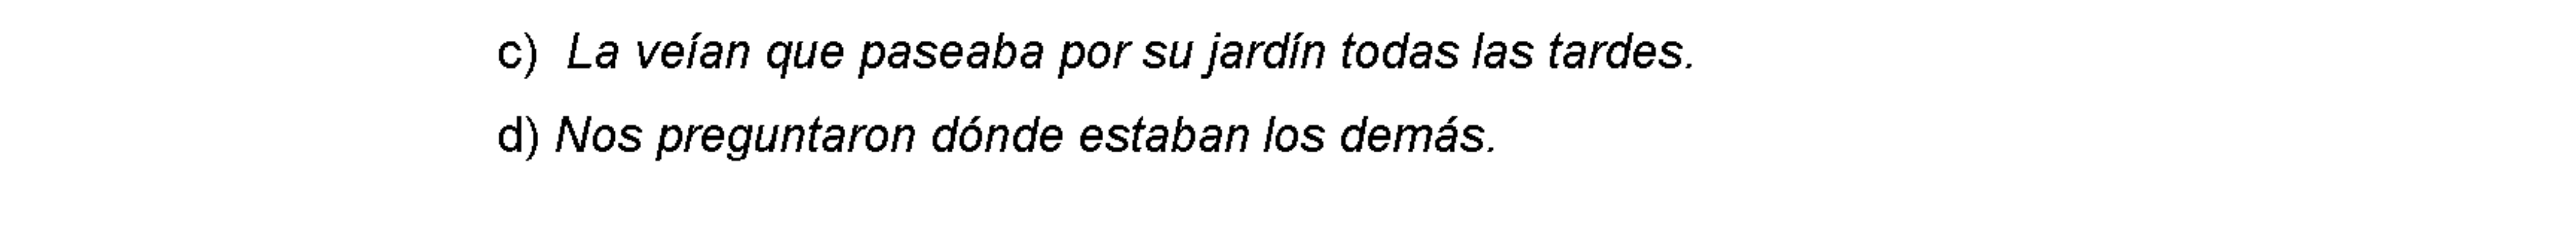 c) La veían que paseaba por su jardín todas las tardes.
d) Nos preguntaron dónde estaban los demás.